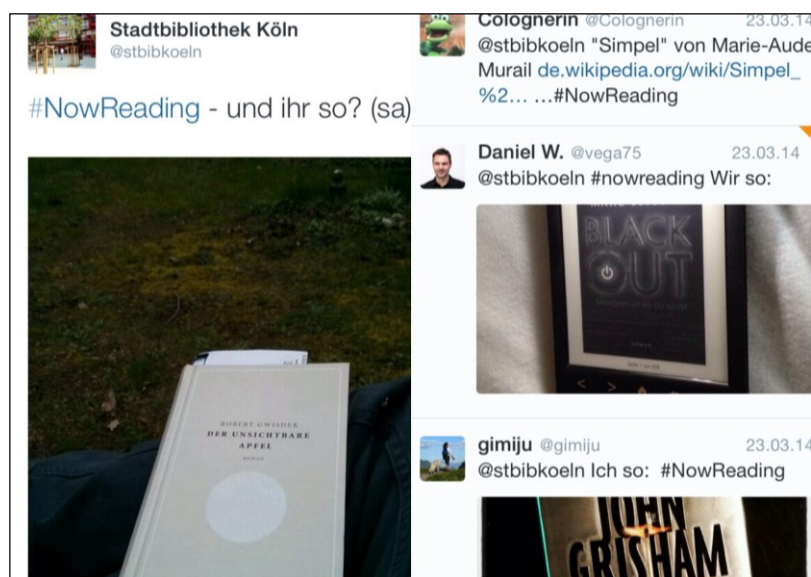 Stadtbibliothek Köln
@stbibkoeln
#NowReading - und ihr so? (sa)
ROBERT GWISDEK
DER UNSICHTBARE
APFEL
ROMAN
Colognerin @Colognerin 23.03.14
@stbibkoeln "Simpel" von Marie-Aude
Murail de.wikipedia.org/wiki/Simpel_
%2... ...#NowReading
Daniel W. @vega75 23.03.14
@stbibkoeln #nowreading Wir so:
BLACK
OUT
ROMAN
gimiju @gimiju 23.03.14
@stbibkoeln Ich so: #NowReading
JOHN
GRISHAM